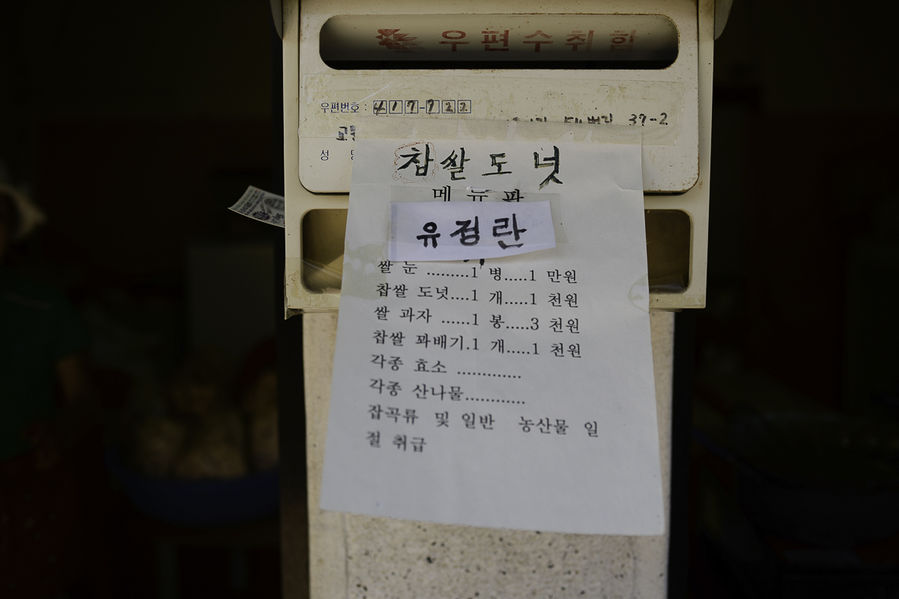 우편수취함
우편번호 : 417-722
37-2
성
찹쌀도넛
메뉴판
유정란
쌀 눈 .........1 병.....1 만원
찹쌀 도넛....1 개.....1 천원
쌀 과자 ......1 봉.....3 천원
찹쌀 꽈배기.1 개.....1 천원
각종 효소 .............
각종 산나물............
잡곡류 및 일반 농산물 일
절 취급